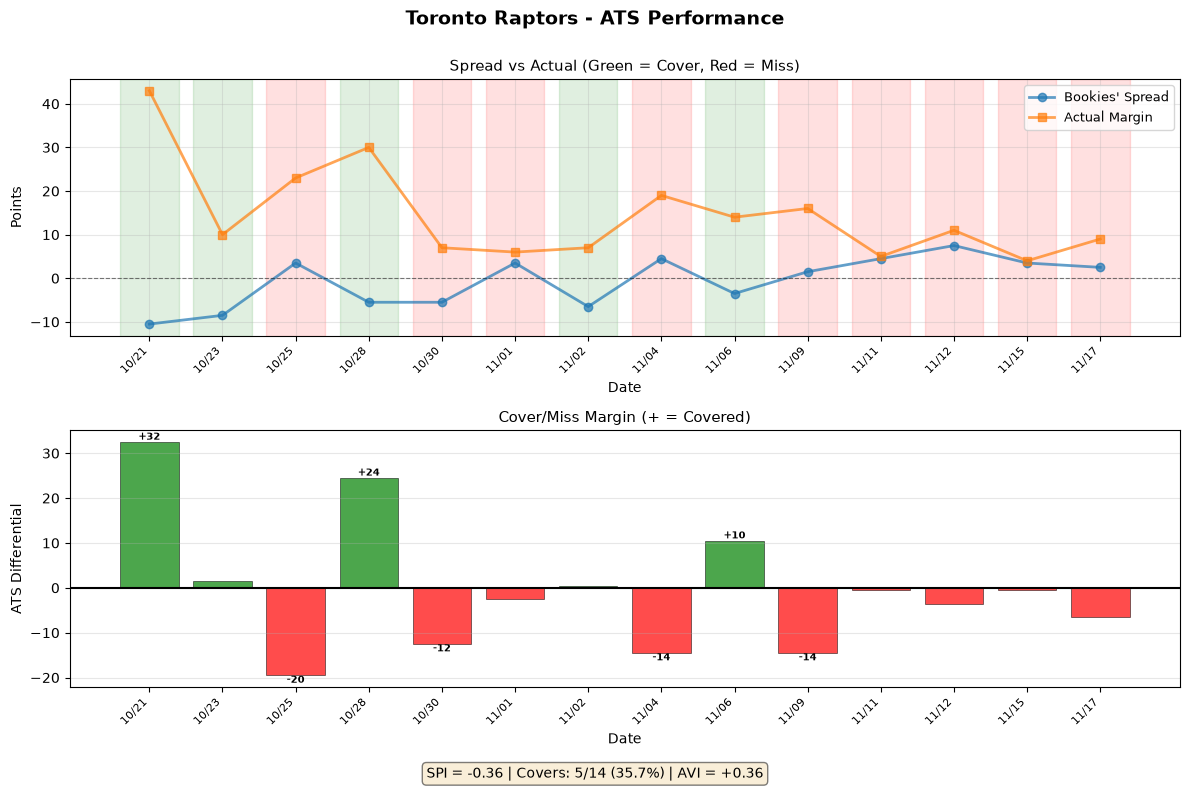 Toronto Raptors - ATS Performance
Spread vs Actual (Green = Cover, Red = Miss)
Points
40
30
20
10
0
−10
Bookies' Spread
Actual Margin
10/21 10/23 10/25 10/28 10/30 11/01 11/02 11/04 11/06 11/09 11/11 11/12 11/15 11/17
Date
Cover/Miss Margin (+ = Covered)
ATS Differential
30
20
10
0
−10
−20
+32
-20
+24
-12
-14
+10
-14
10/21 10/23 10/25 10/28 10/30 11/01 11/02 11/04 11/06 11/09 11/11 11/12 11/15 11/17
Date
SPI = -0.36 | Covers: 5/14 (35.7%) | AVI = +0.36